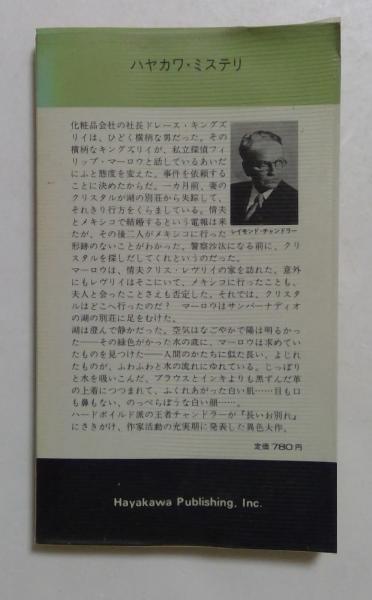 ハヤカワ・ミステリ
化粧品会社の社長ドレース・キングズ
リイは、ひどく横柄な男だった。その
横柄なキングズリイが、私立探偵フィ
リップ・マーロウと話しているあいだ
にふと態度を変えた。事件を依頼する
ことに決めたからだ。一カ月前、妻の
クリスタルが湖の別荘から失踪して、
それきり行方をくらましている。情夫
とメキシコで結婚するという電報は来
たが、その後二人がメキシコに行った
形跡のないことがわかった。警察沙汰になる前に、クリ
スタルを探しだしてくれというのだった。
レイモンド・チャンドラー
マーロウは、情夫クリス・レヴリイの家を訪れた。意外
にもレヴリイはそこにいて、メキシコに行ったことも、
夫人と会ったことさえも否定した。それでは、クリスタ
ルはどこへ行ったのだ？　マーロウはサンバーナディオ
の湖の別荘に足をむけた。
湖は澄んで静かだった。空気はなごやかで陽は明るかっ
た――その緑色がかった水の底に、マーロウは求めてい
たものを見つけた――人間のかたちに似た長い、よじれ
たものが、ふわふわと水の流れにゆれている。じっぽり
と水を吸いこんだ、ブラウスとインキよりも黒ずんだ革
の上着につつまれて、ふくれあがった白い肌……目も口
も鼻もない、のっぺらぼうな白い顔……。
ハードボイルド派の王者チャンドラーが『長いお別れ』
にさきがけ、作家活動の充実期に発表した異色大作。
定価 780円
Hayakawa Publishing, Inc.